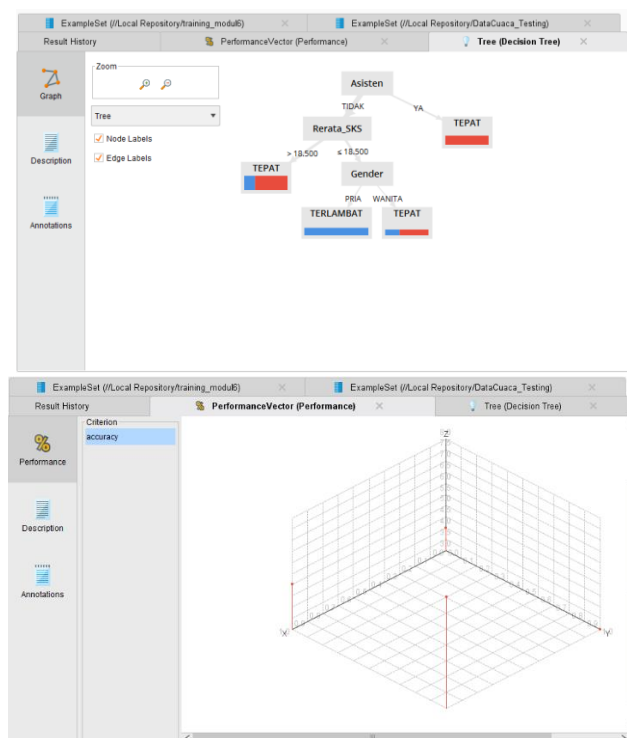 ExampleSet (//Local Repository/training_modul6)
ExampleSet (//Local Repository/DataCuaca_Testing)
Result History
PerformanceVector (Performance)
Tree (Decision Tree)
Graph
Description
Annotations
Zoom
Tree
Node Labels
Edge Labels
Asisten
TIDAK
YA
Rerata_SKS
TEPAT
> 18.500
≤ 18.500
TEPAT
Gender
PRIA
WANITA
TERLAMBAT
TEPAT
ExampleSet (//Local Repository/training_modul6)
ExampleSet (//Local Repository/DataCuaca_Testing)
Result History
PerformanceVector (Performance)
Tree (Decision Tree)
Performance
Description
Annotations
Criterion
accuracy
Z
X
Y